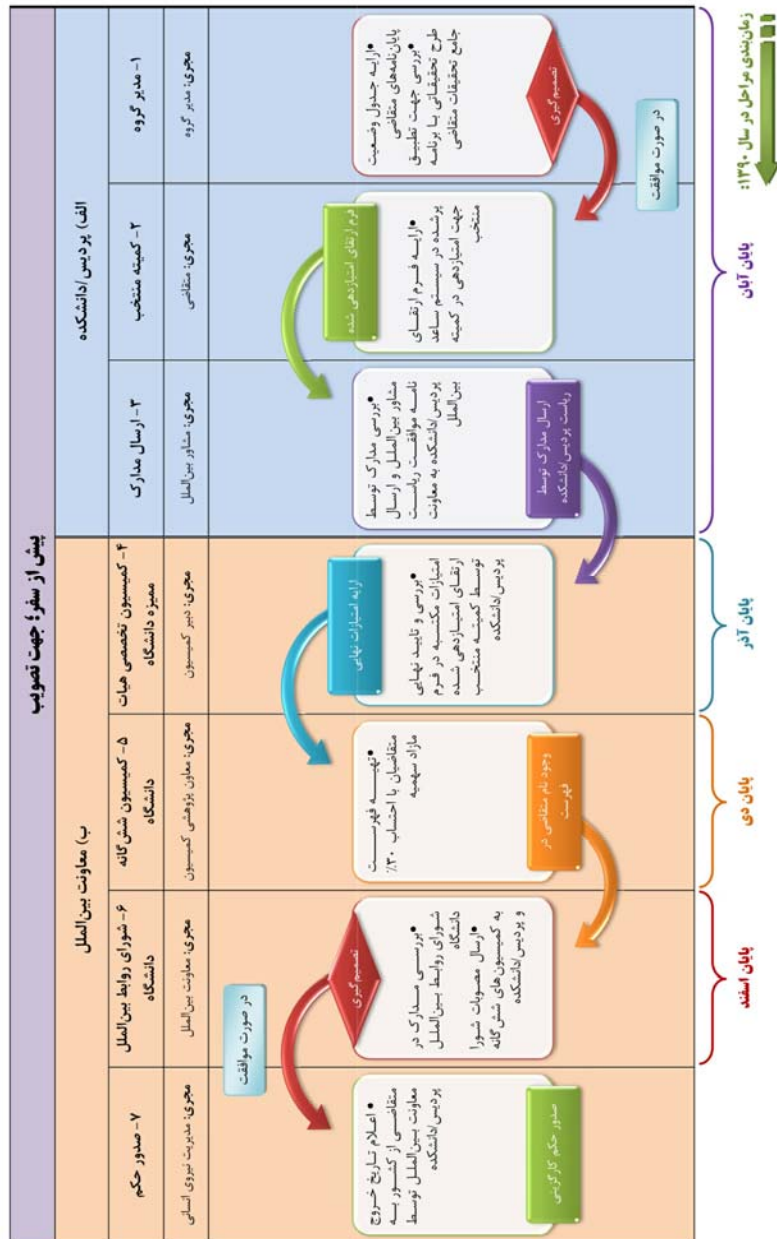 پیش از سفر؛ جهت تصویب
الف) پردیس/دانشکده
ب) معاونت بین‌الملل
۱- مدیر گروه
مجری: مدیر گروه
•ارایه جدول وضعیت
پایان‌نامه‌های متقاضی
•بررسی جهت تطبیق
طرح تحقیقاتی با برنامه
جامع تحقیقات متقاضی
تصمیم گیری
در صورت موافقت
۲- کمیته منتخب
مجری: متقاضی
فرم ارتقای امتیازدهی شده
•ارایه فرم ارتقای
پرشده در سیستم ساعد
جهت امتیازدهی در کمیته
منتخب
۳- ارسال مدارک
مجری: مشاور بین‌الملل
•بررسی مدارک توسط
مشاور بین‌الملل و ارسال
نامه موافقت ریاست
پردیس/دانشکده به معاونت
بین‌الملل
ارسال مدارک توسط
ریاست پردیس/دانشکده
۴- کمیسیون تخصصی هیات
ممیزه دانشگاه
مجری: دبیر کمیسیون
ارایه امتیازات نهایی
•بررسی و تایید نهایی
امتیازات مکتسبه در فرم
ارتقای امتیازدهی شده
توسط کمیته منتخب
پردیس/دانشکده
۵- کمیسیون شش‌گانه
دانشگاه
مجری: معاون پژوهشی کمیسیون
•تهیه فهرست
متقاضیان با احتساب ۳۰٪
مازاد سهمیه
وجود نام متقاضی در
فهرست
۶- شورای روابط بین‌الملل
دانشگاه
مجری: معاونت بین‌الملل
در صورت موافقت
تصمیم گیری
•بررسی مدارک در
شورای روابط بین‌الملل
دانشگاه
•ارسال مصوبات شورا
به کمیسیون های شش گانه
و پردیس/دانشکده
۷- صدور حکم
مجری: مدیریت نیروی انسانی
• اعلام تاریخ خروج
متقاضی از کشور به
معاونت بین‌الملل توسط
پردیس/دانشکده
صدور حکم کارگزینی
زمان‌بندی مراحل در سال ۱۳۹۰:
پایان آبان
پایان آذر
پایان دی
پایان اسفند